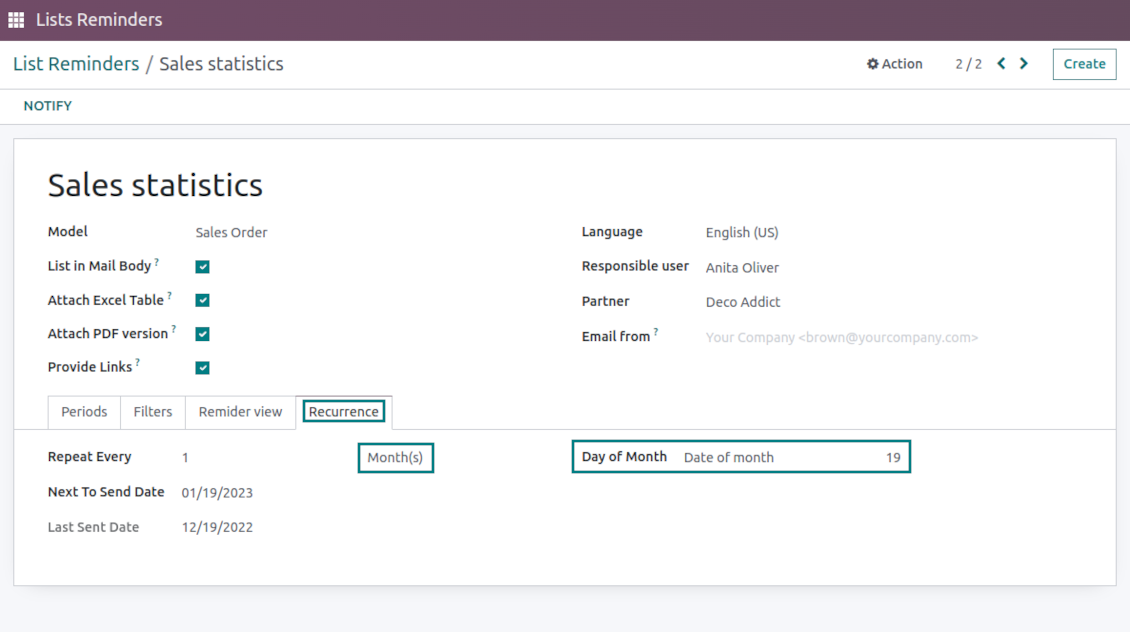 Lists Reminders
List Reminders / Sales statistics
Action
2 / 2
Create
NOTIFY
Sales statistics
Model Sales Order
Language English (US)
List in Mail Body ?
Responsible user Anita Oliver
Attach Excel Table ?
Partner Deco Addict
Attach PDF version ?
Email from ? Your Company <brown@yourcompany.com>
Provide Links ?
Periods Filters Remider view Recurrence
Repeat Every 1 Month(s)
Day of Month Date of month 19
Next To Send Date 01/19/2023
Last Sent Date 12/19/2022